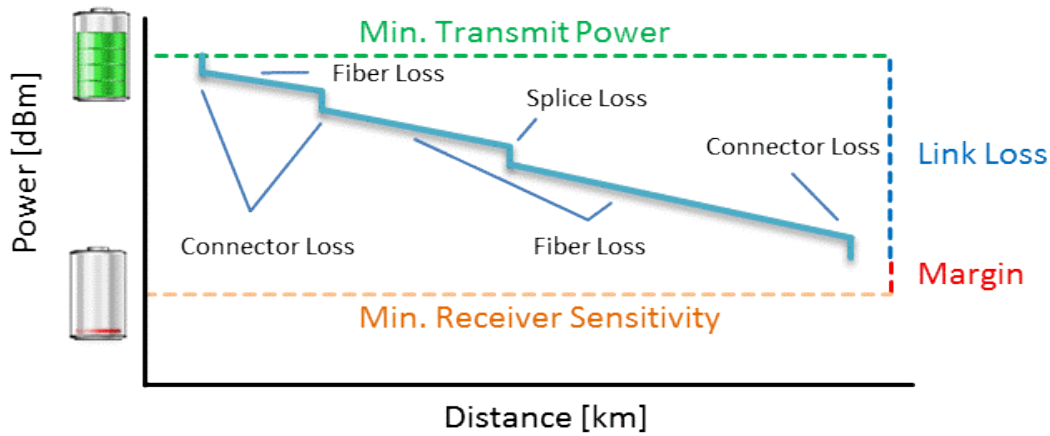 Min. Transmit Power
Fiber Loss
Splice Loss
Connector Loss
Link Loss
Power [dBm]
Connector Loss
Fiber Loss
Margin
Min. Receiver Sensitivity
Distance [km]